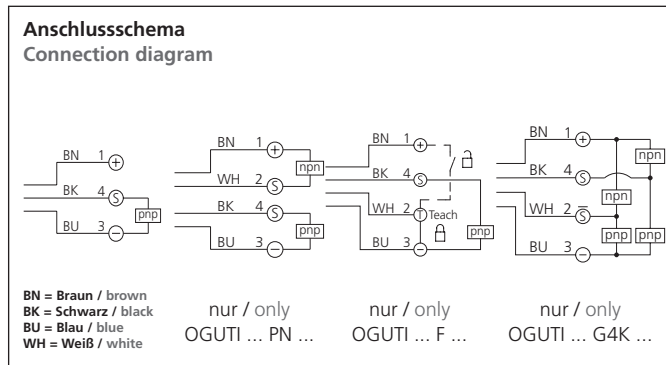 Anschlussschema
Connection diagram
BN 1 +
BK 4 S
pnp
BU 3 −
BN 1 +
npn
WH 2 S
BK 4 S
pnp
BU 3 −
BN 1 +
BK 4 S
WH 2 T Teach
pnp
BU 3 −
BN 1 +
npn
BK 4 S
npn
WH 2 S̅
pnp pnp
BU 3 −
BN = Braun / brown
BK = Schwarz / black
BU = Blau / blue
WH = Weiß / white
nur / only
OGUTI ... PN ...
nur / only
OGUTI ... F ...
nur / only
OGUTI ... G4K ...